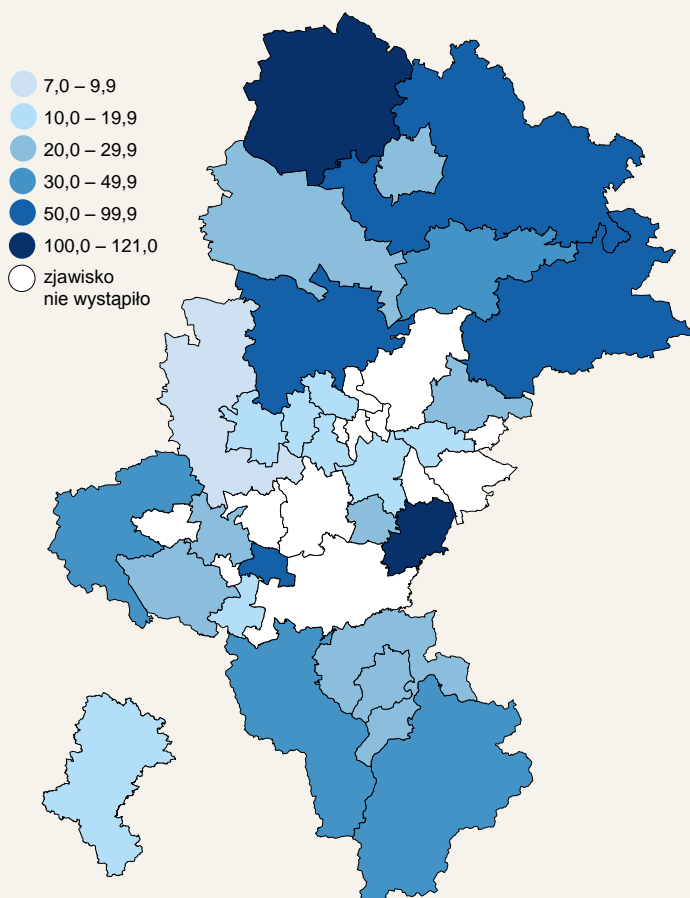 7,0 – 9,9
10,0 – 19,9
20,0 – 29,9
30,0 – 49,9
50,0 – 99,9
100,0 – 121,0
zjawisko
nie wystąpiło